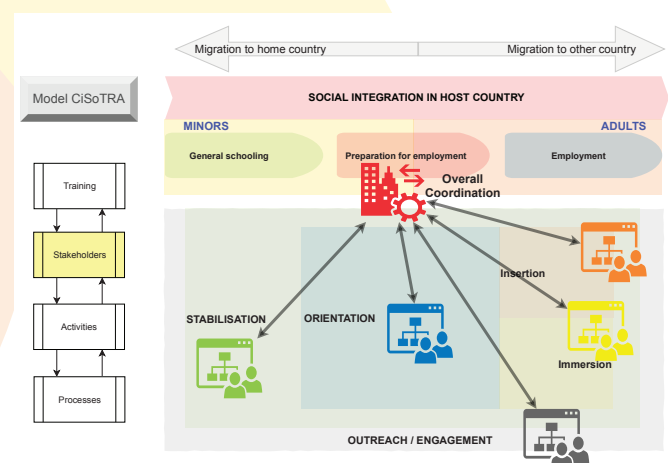 Migration to home country
Migration to other country
Model CiSoTRA
SOCIAL INTEGRATION IN HOST COUNTRY
MINORS
ADULTS
General schooling
Preparation for employment
Employment
Overall
Coordination
Training
Stakeholders
Activities
Processes
Insertion
STABILISATION
ORIENTATION
Immersion
OUTREACH / ENGAGEMENT